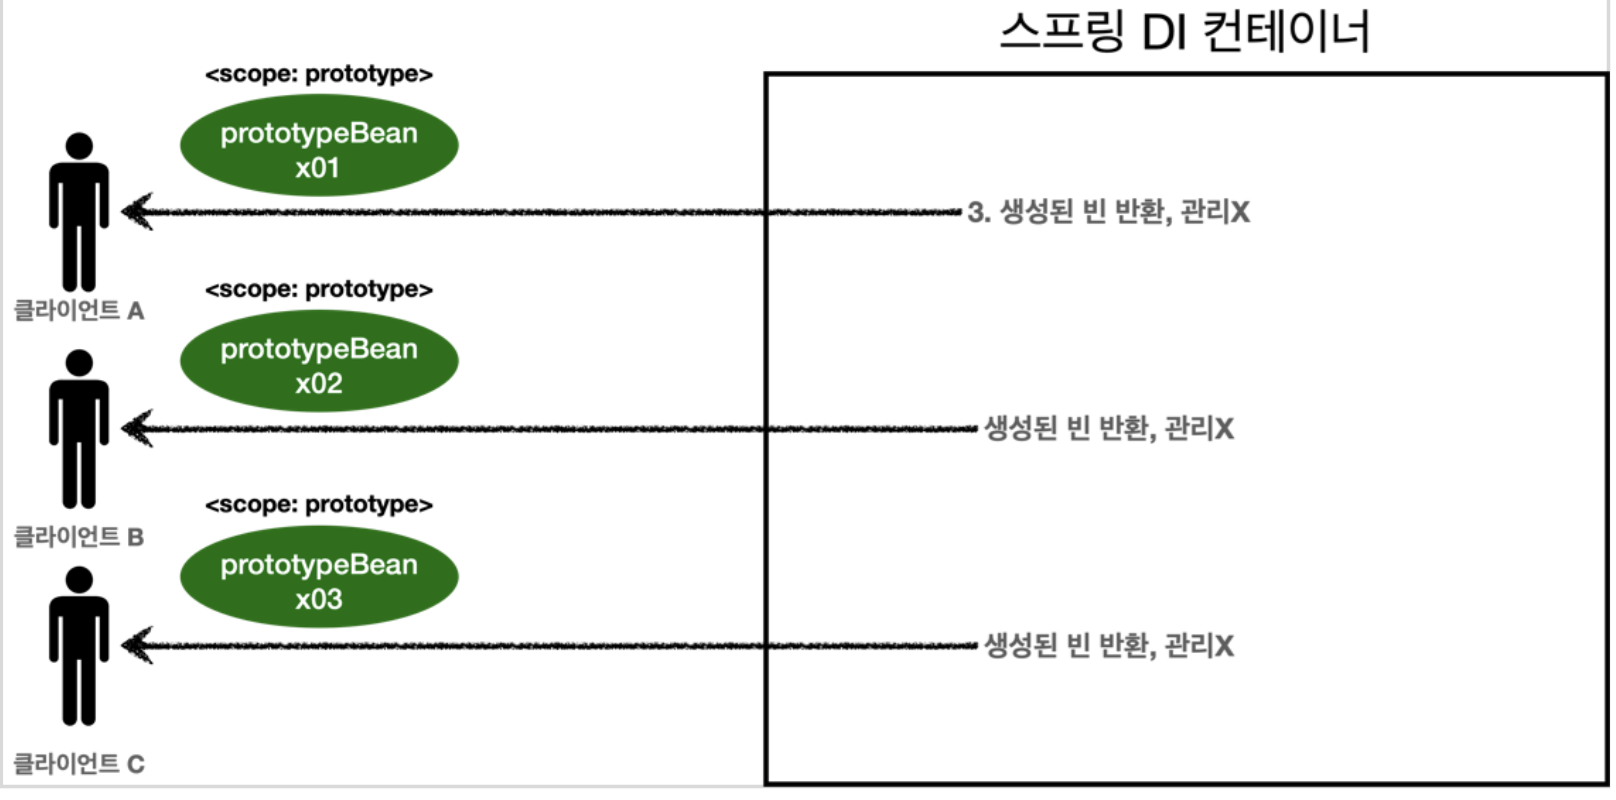 스프링 DI 컨테이너
<scope: prototype>
prototypeBean
x01
3. 생성된 빈 반환, 관리X
클라이언트 A
<scope: prototype>
prototypeBean
x02
생성된 빈 반환, 관리X
클라이언트 B
<scope: prototype>
prototypeBean
x03
생성된 빈 반환, 관리X
클라이언트 C